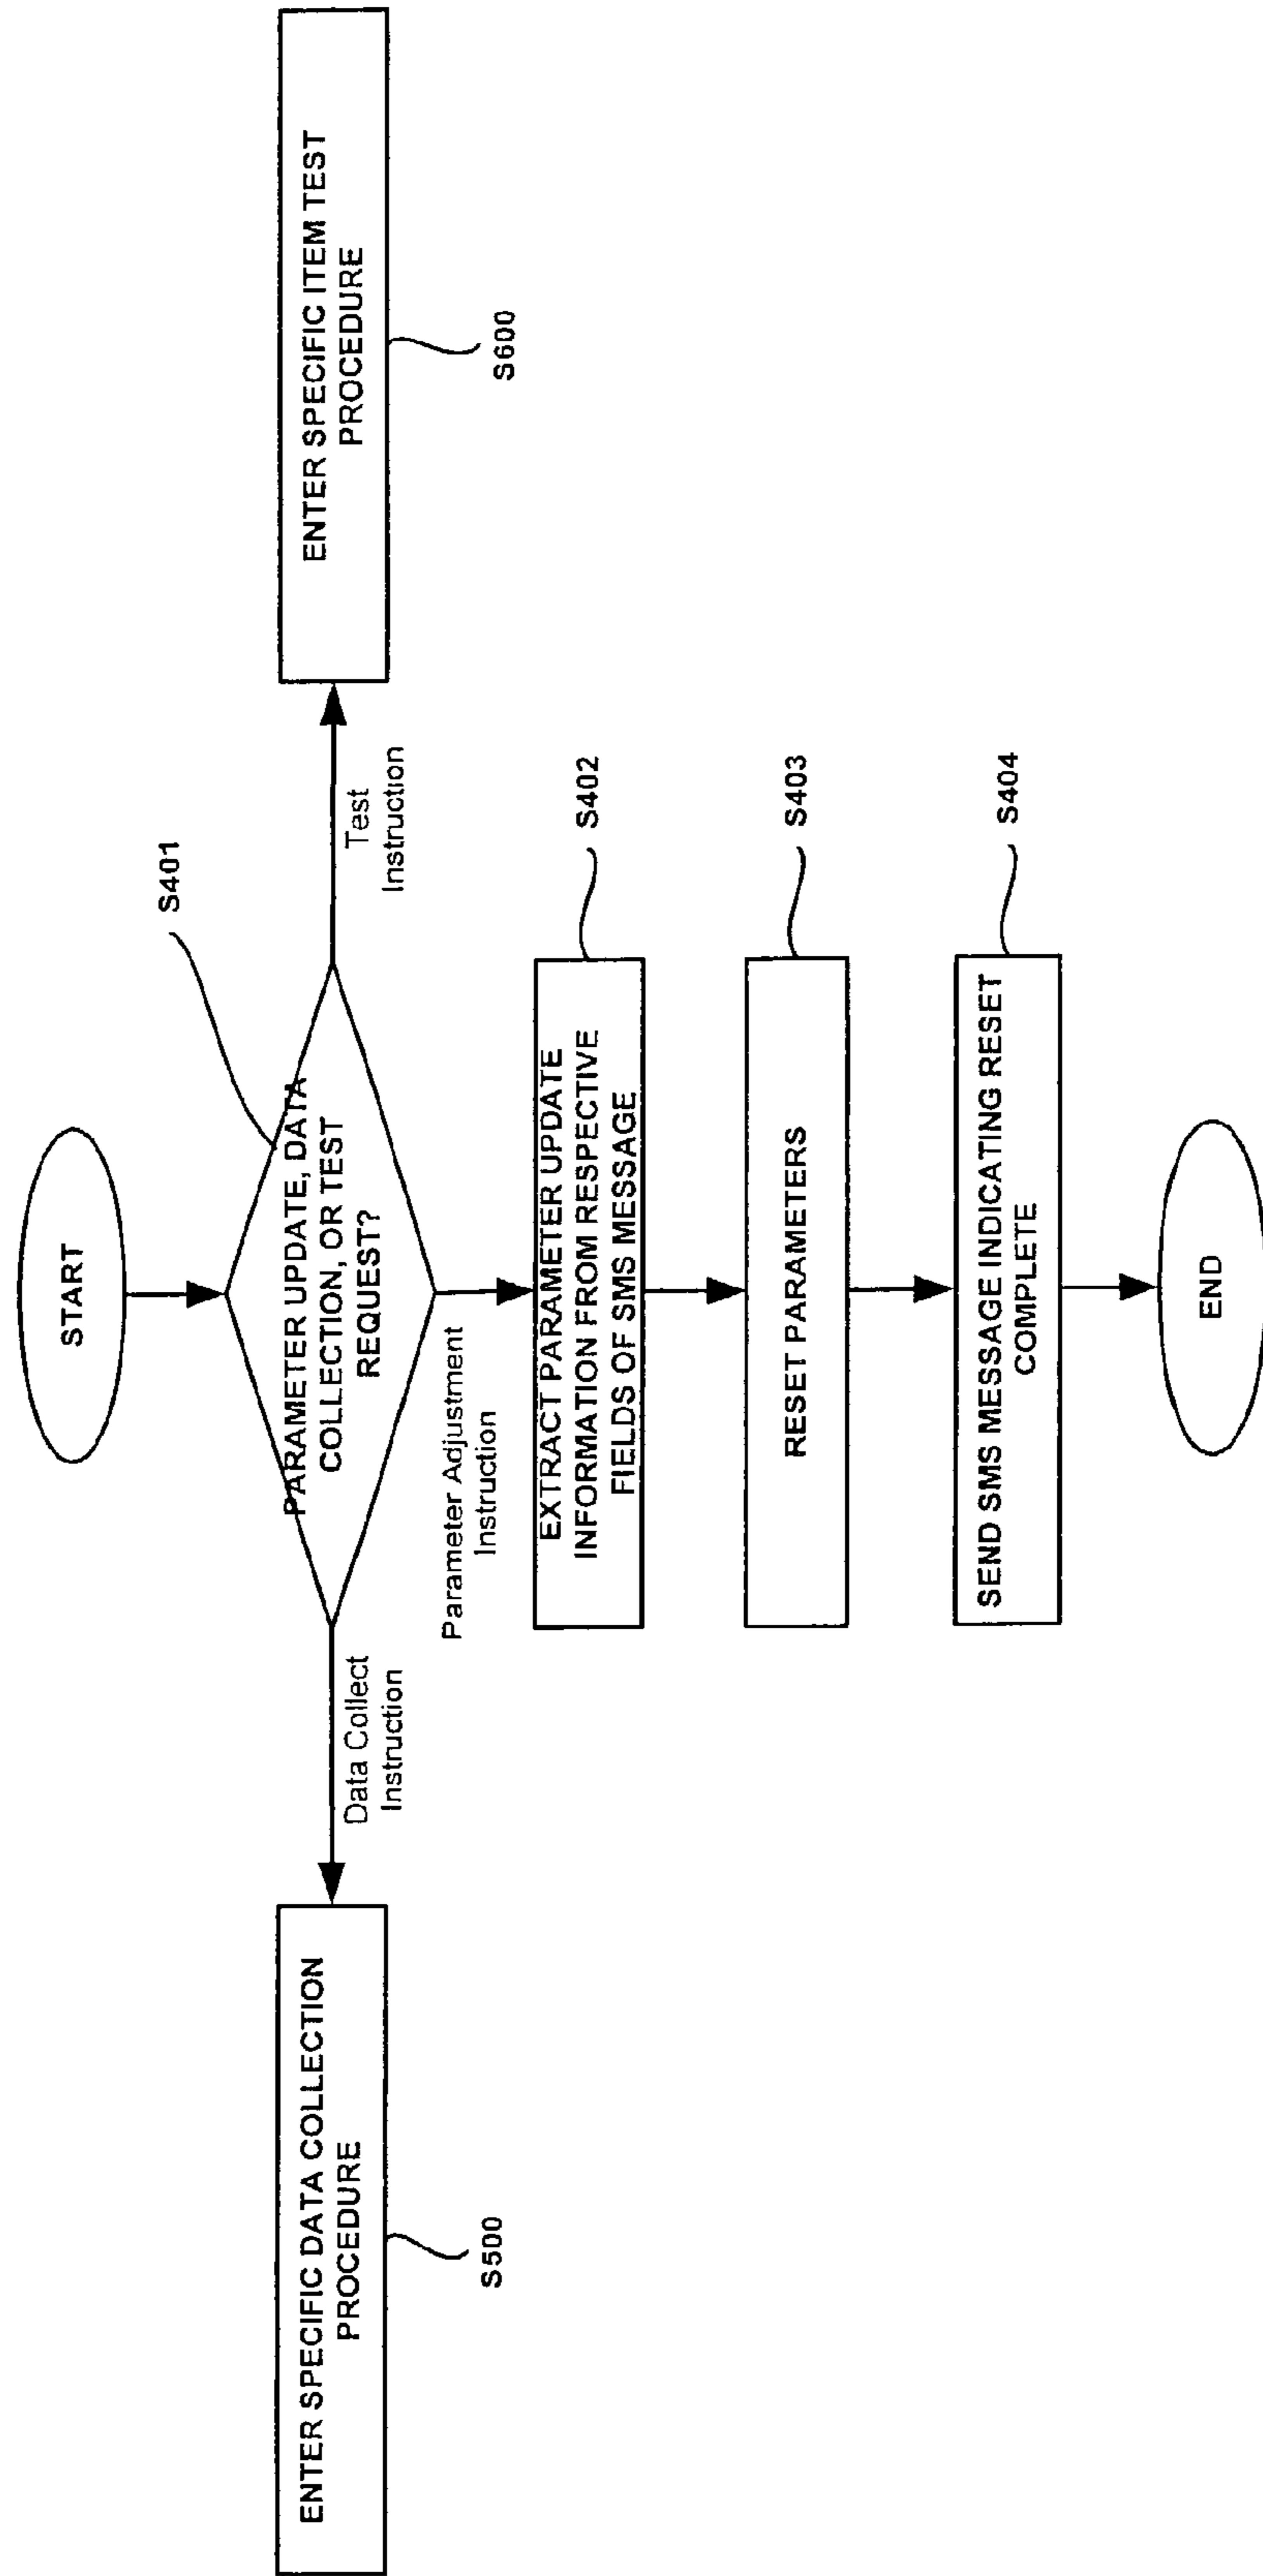 START
S401
PARAMETER UPDATE, DATA
COLLECTION, OR TEST
REQUEST?
Data Collect
Instruction
Test
Instruction
ENTER SPECIFIC DATA COLLECTION
PROCEDURE
S500
ENTER SPECIFIC ITEM TEST
PROCEDURE
S600
Parameter Adjustment
Instruction
S402
EXTRACT PARAMETER UPDATE
INFORMATION FROM RESPECTIVE
FIELDS OF SMS MESSAGE
S403
RESET PARAMETERS
S404
SEND SMS MESSAGE INDICATING RESET
COMPLETE
END